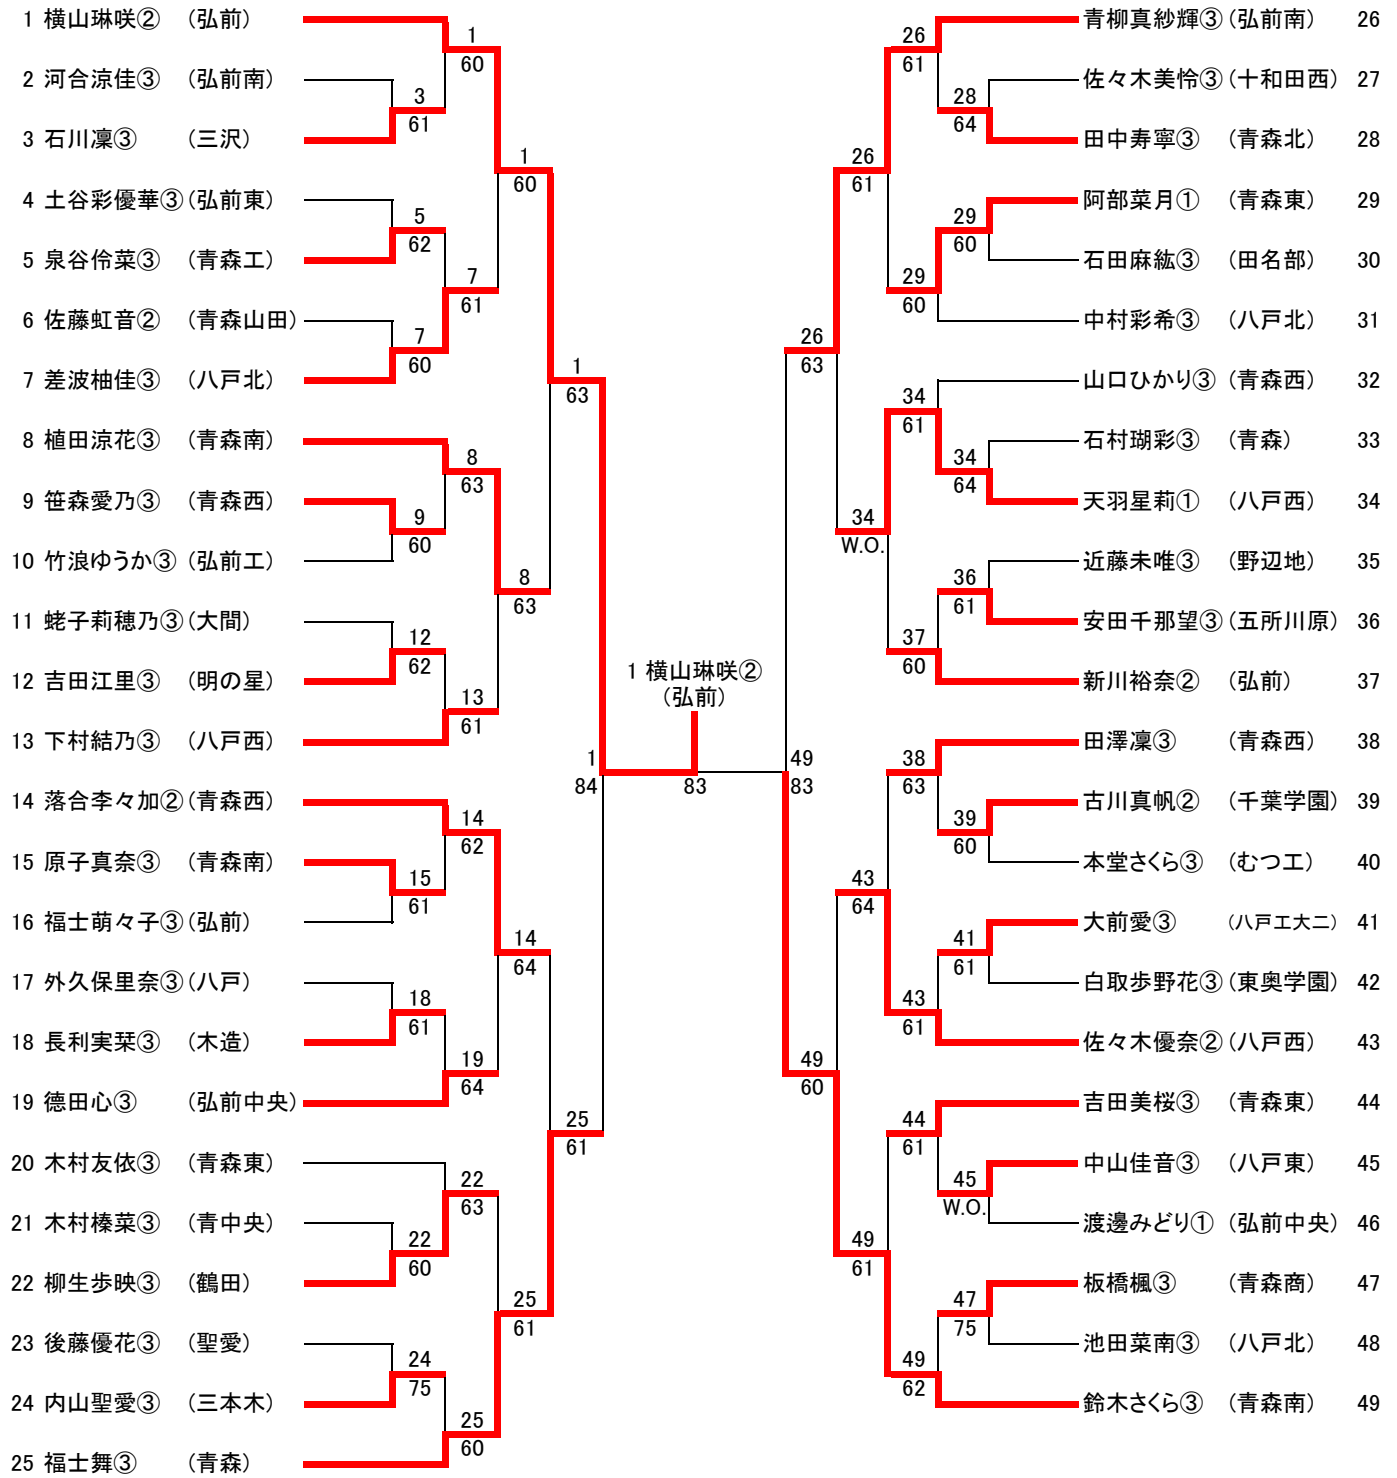 1 横山琳咲② (弘前)
2 河合涼佳③ (弘前南)
3 石川凜③ (三沢)
4 土谷彩優華③ (弘前東)
5 泉谷伶菜③ (青森工)
6 佐藤虹音② (青森山田)
7 差波柚佳③ (八戸北)
8 植田涼花③ (青森南)
9 笹森愛乃③ (青森西)
10 竹浪ゆうか③ (弘前工)
11 蛯子莉穂乃③ (大間)
12 吉田江里③ (明の星)
13 下村結乃③ (八戸西)
14 落合李々加② (青森西)
15 原子真奈③ (青森南)
16 福士萌々子③ (弘前)
17 外久保里奈③ (八戸)
18 長利実栞③ (木造)
19 德田心③ (弘前中央)
20 木村友依③ (青森東)
21 木村榛菜③ (青中央)
22 柳生歩映③ (鶴田)
23 後藤優花③ (聖愛)
24 内山聖愛③ (三本木)
25 福士舞③ (青森)
3
61
5
62
7
60
9
60
12
62
15
61
18
61
22
60
24
75
1
60
7
61
8
63
13
61
14
62
19
64
22
63
25
60
1
60
8
63
14
64
25
61
1
63
25
61
1
84
1 横山琳咲②
(弘前)
83
49
83
26
63
49
60
26
61
34
W.O.
43
64
49
61
26
61
29
60
34
61
37
60
38
63
43
61
44
61
49
62
28
64
29
60
34
64
36
61
39
60
41
61
45
W.O.
47
75
青柳真紗輝③ (弘前南) 26
佐々木美怜③ (十和田西) 27
田中寿寧③ (青森北) 28
阿部菜月① (青森東) 29
石田麻紘③ (田名部) 30
中村彩希③ (八戸北) 31
山口ひかり③ (青森西) 32
石村瑚彩③ (青森) 33
天羽星莉① (八戸西) 34
近藤未唯③ (野辺地) 35
安田千那望③ (五所川原) 36
新川裕奈② (弘前) 37
田澤凜③ (青森西) 38
古川真帆② (千葉学園) 39
本堂さくら③ (むつ工) 40
大前愛③ (八戸工大二) 41
白取歩野花③ (東奥学園) 42
佐々木優奈② (八戸西) 43
吉田美桜③ (青森東) 44
中山佳音③ (八戸東) 45
渡邊みどり① (弘前中央) 46
板橋楓③ (青森商) 47
池田菜南③ (八戸北) 48
鈴木さくら③ (青森南) 49